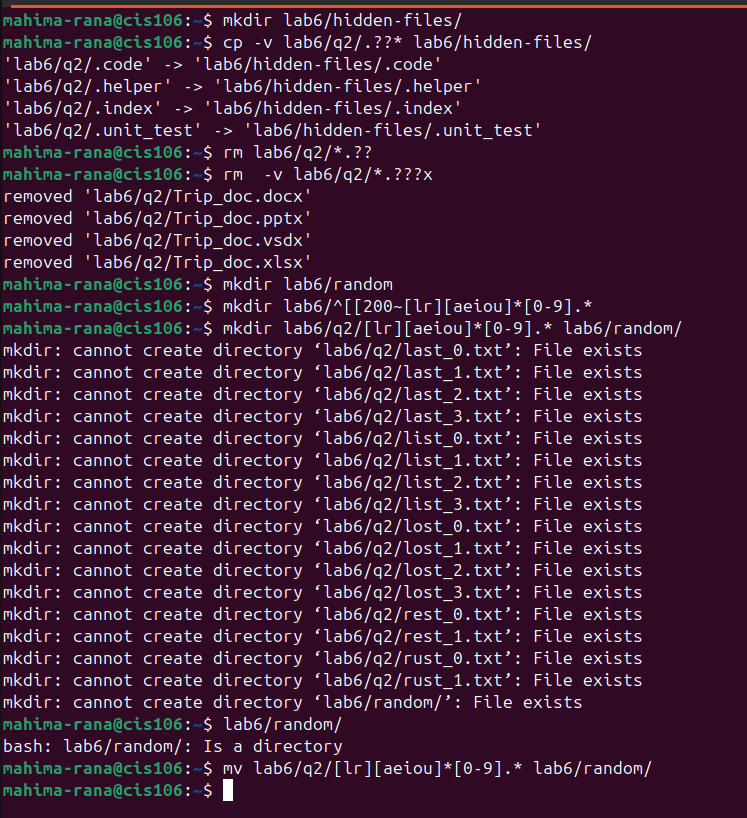 mahima-rana@cis106:~$ mkdir lab6/hidden-files/
mahima-rana@cis106:~$ cp -v lab6/q2/.??* lab6/hidden-files/
'lab6/q2/.code' -> 'lab6/hidden-files/.code'
'lab6/q2/.helper' -> 'lab6/hidden-files/.helper'
'lab6/q2/.index' -> 'lab6/hidden-files/.index'
'lab6/q2/.unit_test' -> 'lab6/hidden-files/.unit_test'
mahima-rana@cis106:~$ rm lab6/q2/*.??
mahima-rana@cis106:~$ rm  -v lab6/q2/*.???x
removed 'lab6/q2/Trip_doc.docx'
removed 'lab6/q2/Trip_doc.pptx'
removed 'lab6/q2/Trip_doc.vsdx'
removed 'lab6/q2/Trip_doc.xlsx'
mahima-rana@cis106:~$ mkdir lab6/random
mahima-rana@cis106:~$ mkdir lab6/^[[200~[lr][aeiou]*[0-9].*
mahima-rana@cis106:~$ mkdir lab6/q2/[lr][aeiou]*[0-9].* lab6/random/
mkdir: cannot create directory ‘lab6/q2/last_0.txt’: File exists
mkdir: cannot create directory ‘lab6/q2/last_1.txt’: File exists
mkdir: cannot create directory ‘lab6/q2/last_2.txt’: File exists
mkdir: cannot create directory ‘lab6/q2/last_3.txt’: File exists
mkdir: cannot create directory ‘lab6/q2/list_0.txt’: File exists
mkdir: cannot create directory ‘lab6/q2/list_1.txt’: File exists
mkdir: cannot create directory ‘lab6/q2/list_2.txt’: File exists
mkdir: cannot create directory ‘lab6/q2/list_3.txt’: File exists
mkdir: cannot create directory ‘lab6/q2/lost_0.txt’: File exists
mkdir: cannot create directory ‘lab6/q2/lost_1.txt’: File exists
mkdir: cannot create directory ‘lab6/q2/lost_2.txt’: File exists
mkdir: cannot create directory ‘lab6/q2/lost_3.txt’: File exists
mkdir: cannot create directory ‘lab6/q2/rest_0.txt’: File exists
mkdir: cannot create directory ‘lab6/q2/rest_1.txt’: File exists
mkdir: cannot create directory ‘lab6/q2/rust_0.txt’: File exists
mkdir: cannot create directory ‘lab6/q2/rust_1.txt’: File exists
mkdir: cannot create directory ‘lab6/random/’: File exists
mahima-rana@cis106:~$ lab6/random/
bash: lab6/random/: Is a directory
mahima-rana@cis106:~$ mv lab6/q2/[lr][aeiou]*[0-9].* lab6/random/
mahima-rana@cis106:~$